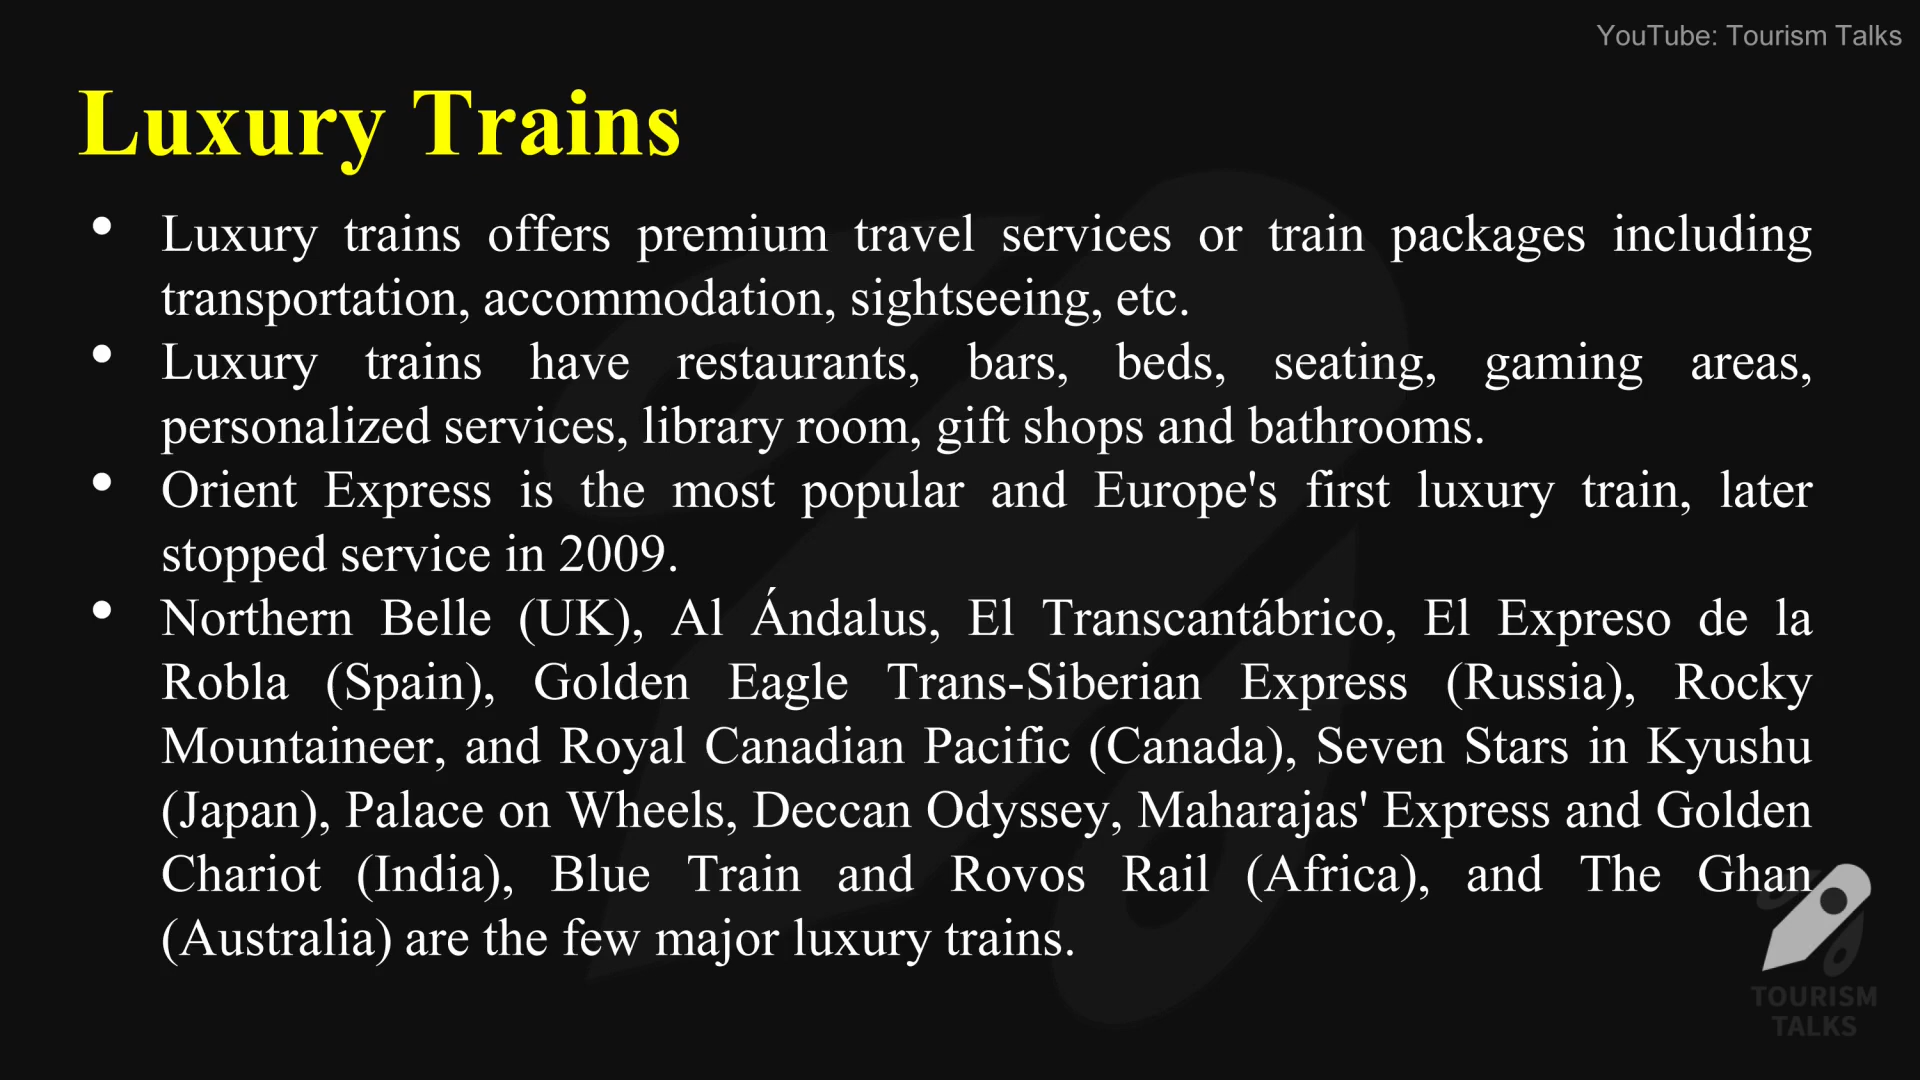 YouTube: Tourism Talks
Luxury Trains
• Luxury trains offers premium travel services or train packages including
transportation, accommodation, sightseeing, etc.
• Luxury trains have restaurants, bars, beds, seating, gaming areas,
personalized services, library room, gift shops and bathrooms.
• Orient Express is the most popular and Europe's first luxury train, later
stopped service in 2009.
• Northern Belle (UK), Al Ándalus, El Transcantábrico, El Expreso de la
Robla (Spain), Golden Eagle Trans-Siberian Express (Russia), Rocky
Mountaineer, and Royal Canadian Pacific (Canada), Seven Stars in Kyushu
(Japan), Palace on Wheels, Deccan Odyssey, Maharajas' Express and Golden
Chariot (India), Blue Train and Rovos Rail (Africa), and The Ghan
(Australia) are the few major luxury trains.
TOURISM
TALKS